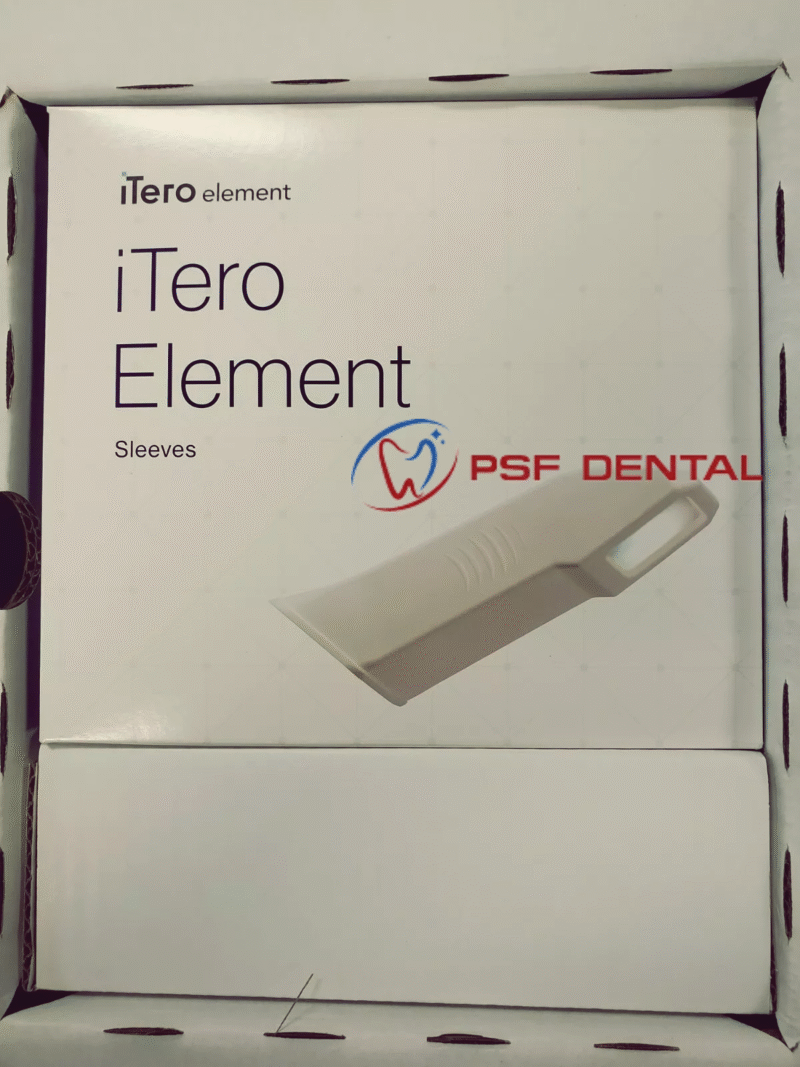 iTero element
iTero
Element
Sleeves
PSF DENTAL